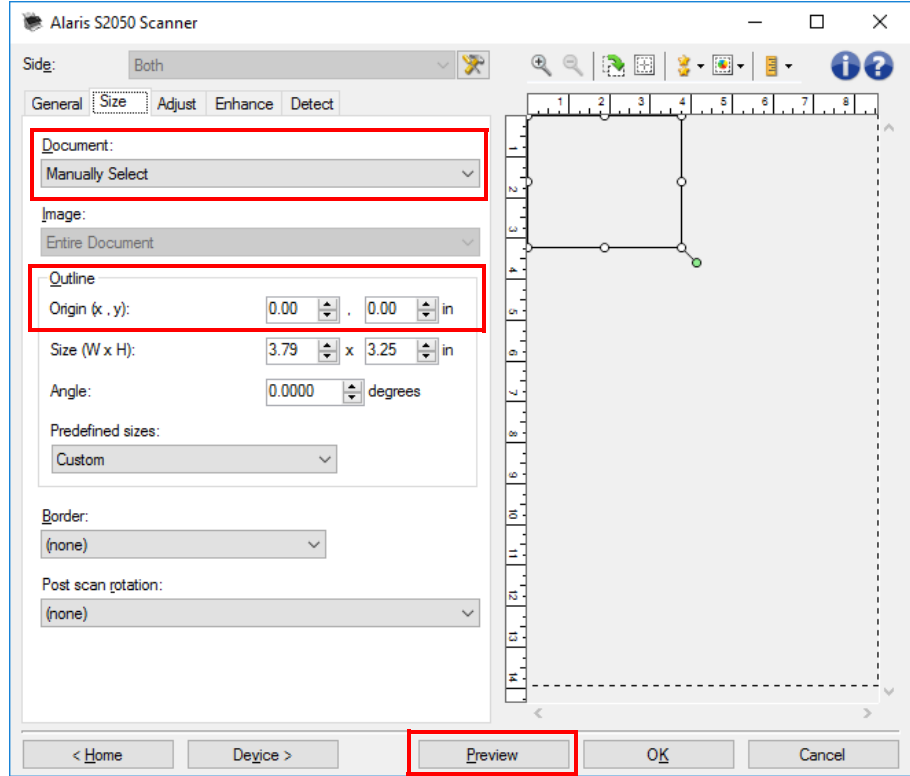 Alaris S2050 Scanner
Side: Both
General Size Adjust Enhance Detect
Document:
Manually Select
Image:
Entire Document
Outline
Origin (x , y): 0.00 , 0.00 in
Size (W x H): 3.79 x 3.25 in
Angle: 0.0000 degrees
Predefined sizes:
Custom
Border:
(none)
Post scan rotation:
(none)
1 2 3 4 5 6 7 8
1
2
3
4
5
6
7
8
9
10
11
12
13
14
< Home Device > Preview OK Cancel